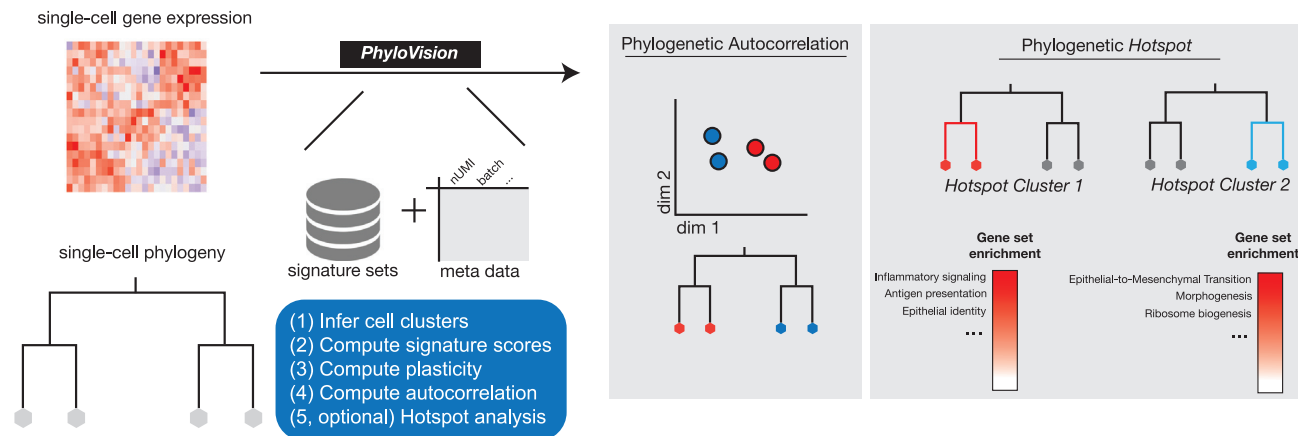 single-cell gene expression
PhyloVision
nUMI
batch
...
signature sets
meta data
single-cell phylogeny
(1) Infer cell clusters
(2) Compute signature scores
(3) Compute plasticity
(4) Compute autocorrelation
(5, optional) Hotspot analysis
Phylogenetic Autocorrelation
dim 2
dim 1
Phylogenetic Hotspot
Hotspot Cluster 1
Hotspot Cluster 2
Gene set
enrichment
Inflammatory signaling
Antigen presentation
Epithelial identity
...
Gene set
enrichment
Epithelial-to-Mesenchymal Transition
Morphogenesis
Ribosome biogenesis
...